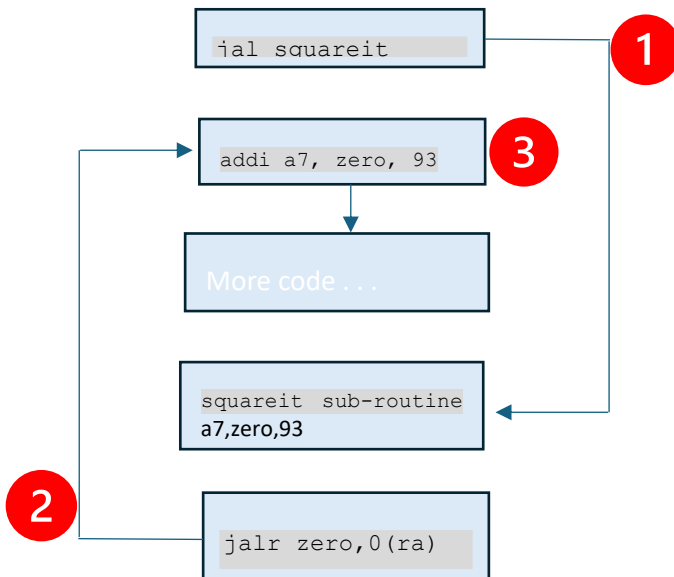 jal squareit
1
addi a7, zero, 93
3
More code . . .
squareit sub-routine
a7,zero,93
2
jalr zero,0(ra)